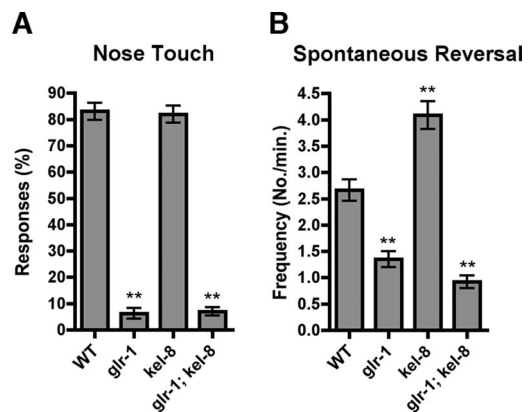 A
Nose Touch
Responses (%)
90
80
70
60
50
40
30
20
10
0
**
**
WT
glr-1
kel-8
glr-1; kel-8
B
Spontaneous Reversal
Frequency (No./min.)
4.5
4.0
3.5
3.0
2.5
2.0
1.5
1.0
0.5
0.0
**
**
**
WT
glr-1
kel-8
glr-1; kel-8